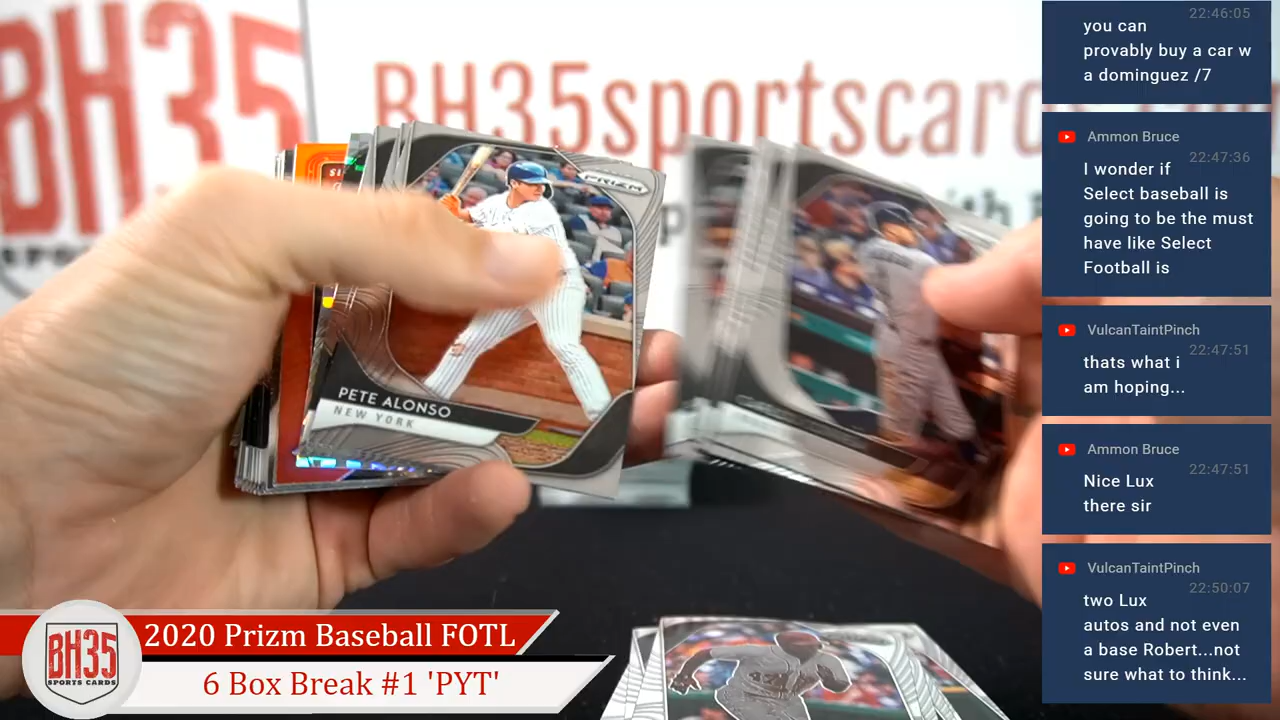 BH35
BH35sportscards
PRIZM
PETE ALONSO
NEW YORK
BH35
SPORTS CARDS
2020 Prizm Baseball FOTL
6 Box Break #1 'PYT'
22:46:05
you can
provably buy a car w
a dominguez /7
Ammon Bruce
22:47:36
I wonder if
Select baseball is
going to be the must
have like Select
Football is
VulcanTaintPinch
22:47:51
thats what i
am hoping...
Ammon Bruce
22:47:51
Nice Lux
there sir
VulcanTaintPinch
22:50:07
two Lux
autos and not even
a base Robert...not
sure what to think...